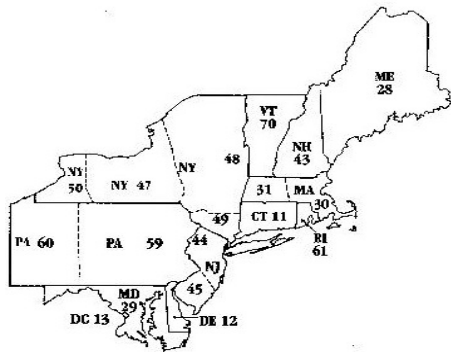 ME
28
VT
70
NH
43
NY
50
NY 47
NY 48
31
MA
30
CT 11
RI
61
49
PA 60
PA 59
44
NJ
45
MD
29
DC 13
DE 12